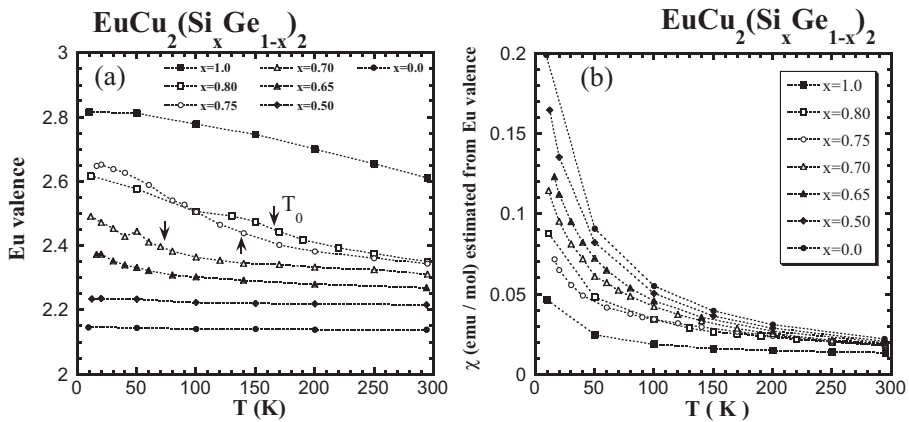 EuCu2(SixGe1-x)2
(a)
x=1.0
x=0.80
x=0.75
x=0.70
x=0.65
x=0.50
x=0.0
T0
Eu valence
3
2.8
2.6
2.4
2.2
2
0 50 100 150 200 250 300
T (K)
EuCu2(SixGe1-x)2
(b)
x=1.0
x=0.80
x=0.75
x=0.70
x=0.65
x=0.50
x=0.0
χ (emu / mol) estimated from Eu valence
0.2
0.15
0.1
0.05
0
0 50 100 150 200 250 300
T ( K )